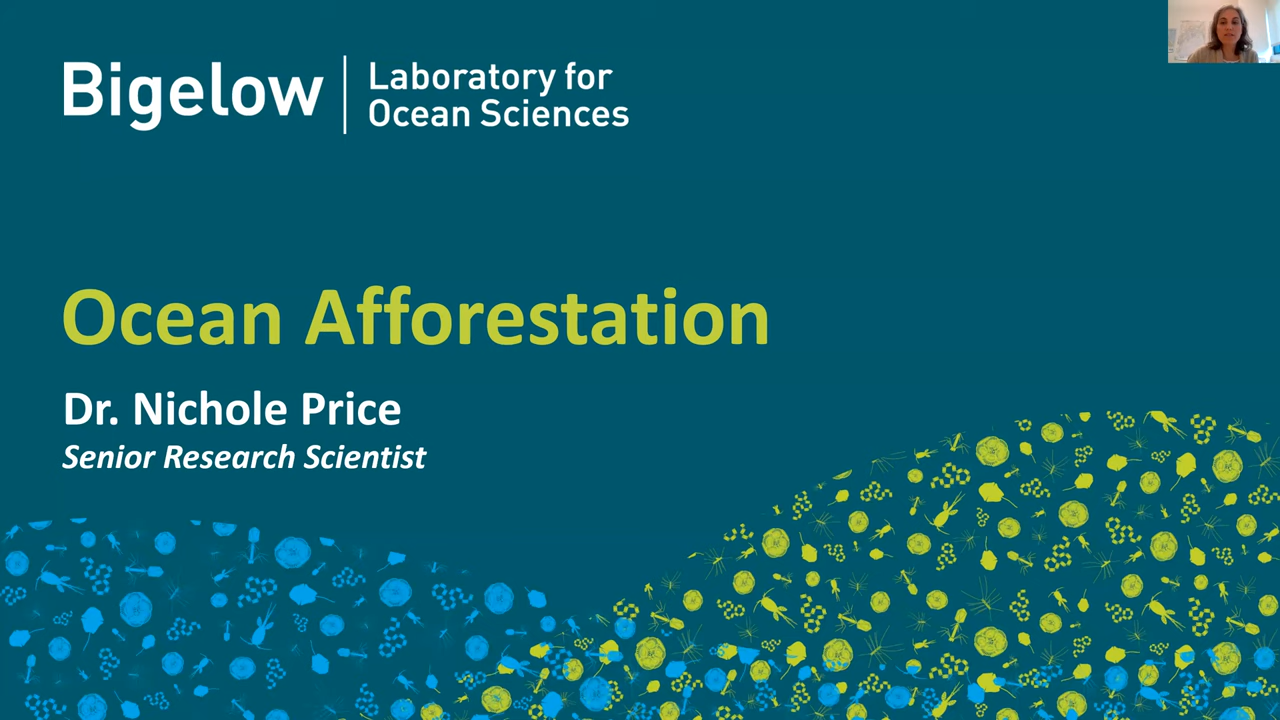 Bigelow
Laboratory for
Ocean Sciences
Ocean Afforestation
Dr. Nichole Price
Senior Research Scientist